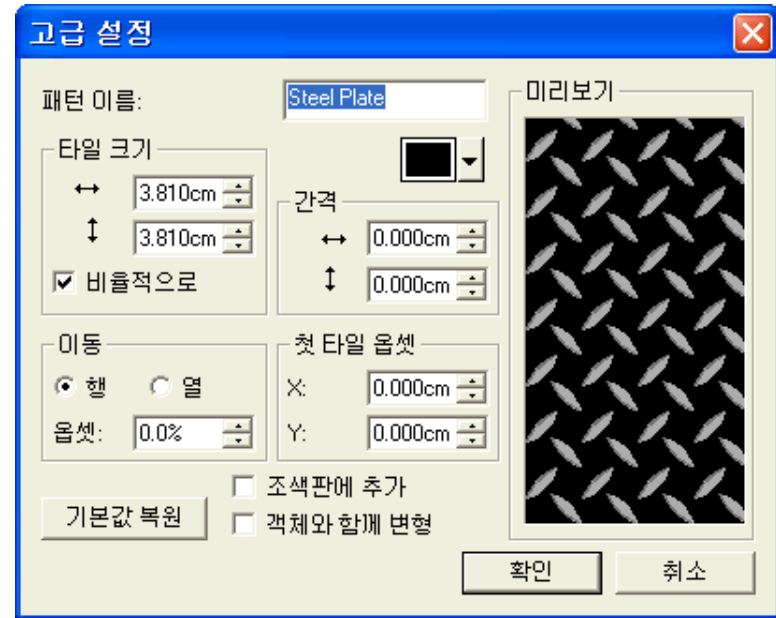 고급 설정
패턴 이름: Steel Plate
미리보기
타일 크기
3.810cm
3.810cm
비율적으로
간격
0.000cm
0.000cm
이동
행 열
옵셋: 0.0%
첫 타일 옵셋
X: 0.000cm
Y: 0.000cm
기본값 복원
조색판에 추가
객체와 함께 변형
확인 취소